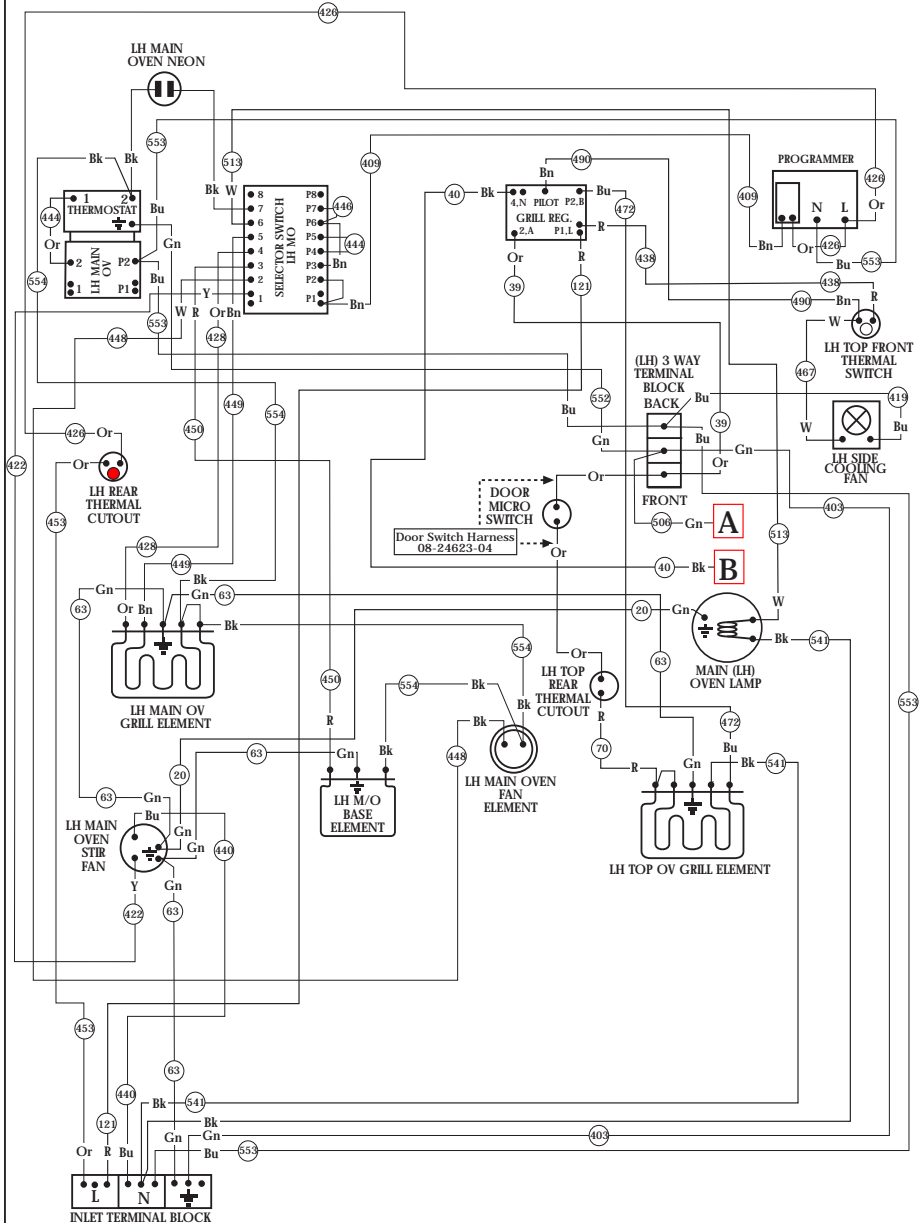 426
LH MAIN
OVEN NEON
553
Bk
Bk
513
409
490
Bn
PROGRAMMER
40
Bk
4,N PILOT P2,B
Bu
472
409
426
1 2
THERMOSTAT
444
Or
Bu
Gn
Bk W
8 P8
7 P7
6 P6
5 P5
4 P4
3 P3
2 P2
1 P1
SELECTOR SWITCH
LH MO
446
444
Bn
Bn
GRILL REG.
2,A P1,L
R
438
Or
R
N L
Or
Bn
Or
426
Bu
553
2
LH MAIN
OV
P2
1 P1
554
Bu
553
Y
W R
Or Bn
39
121
438
490
Bn
R
W
448
428
LH TOP FRONT
THERMAL
SWITCH
467
(LH) 3 WAY
TERMINAL
BLOCK
BACK
Bu
419
450
449
554
552
Bu
Gn
39
Bu
Gn
W
Bu
LH SIDE
COOLING
FAN
426
Or
422
Or
LH REAR
THERMAL
CUTOUT
Or
Or
FRONT
DOOR
MICRO
SWITCH
506
Gn
A
403
453
Door Switch Harness
08-24623-04
Or
513
428
449
Bk
40
Bk
B
Gn
63
Gn
63
Or Bn
20
Gn
W
Bk
Bk
541
MAIN (LH)
OVEN LAMP
LH MAIN OV
GRILL ELEMENT
450
554
Bk
554
Or
LH TOP
REAR
THERMAL
CUTOUT
63
553
R
Bk
Bk
Bk
R
472
20
63
Gn
448
LH MAIN OVEN
FAN
ELEMENT
70
R
Gn
Bu
Bk
541
63
Gn
LH M/O
BASE
ELEMENT
LH MAIN
OVEN
STIR
FAN
Bu
Gn
Gn
440
LH TOP OV GRILL ELEMENT
Y
Gn
422
63
453
63
440
Bk
541
121
Bk
Gn
Gn
403
Or R Bu
Bu
553
L N
INLET TERMINAL BLOCK